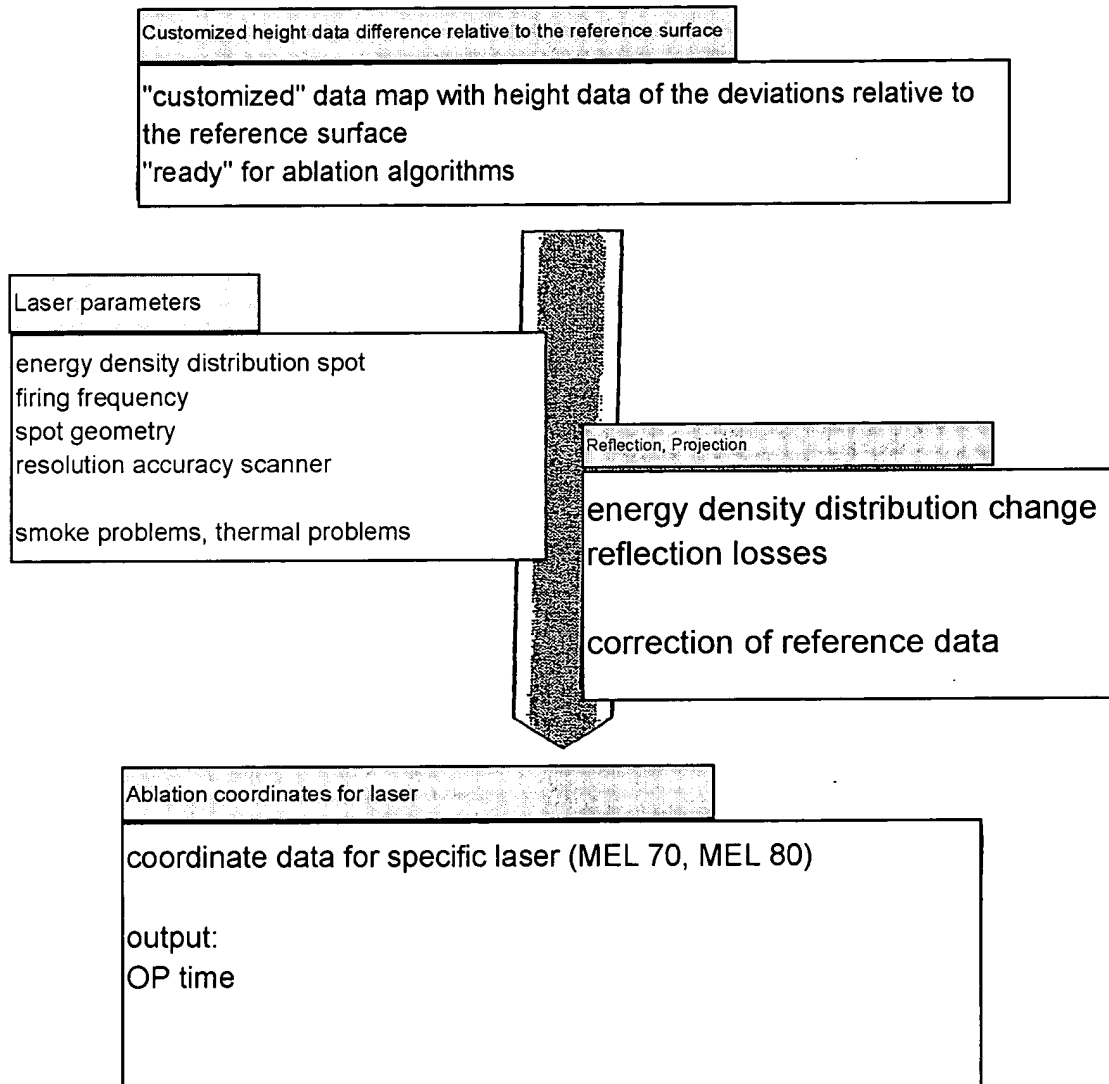 Customized height data difference relative to the reference surface
"customized" data map with height data of the deviations relative to
the reference surface
"ready" for ablation algorithms
Laser parameters
energy density distribution spot
firing frequency
spot geometry
resolution accuracy scanner
smoke problems, thermal problems
Reflection, Projection
energy density distribution change
reflection losses
correction of reference data
Ablation coordinates for laser
coordinate data for specific laser (MEL 70, MEL 80)
output:
OP time